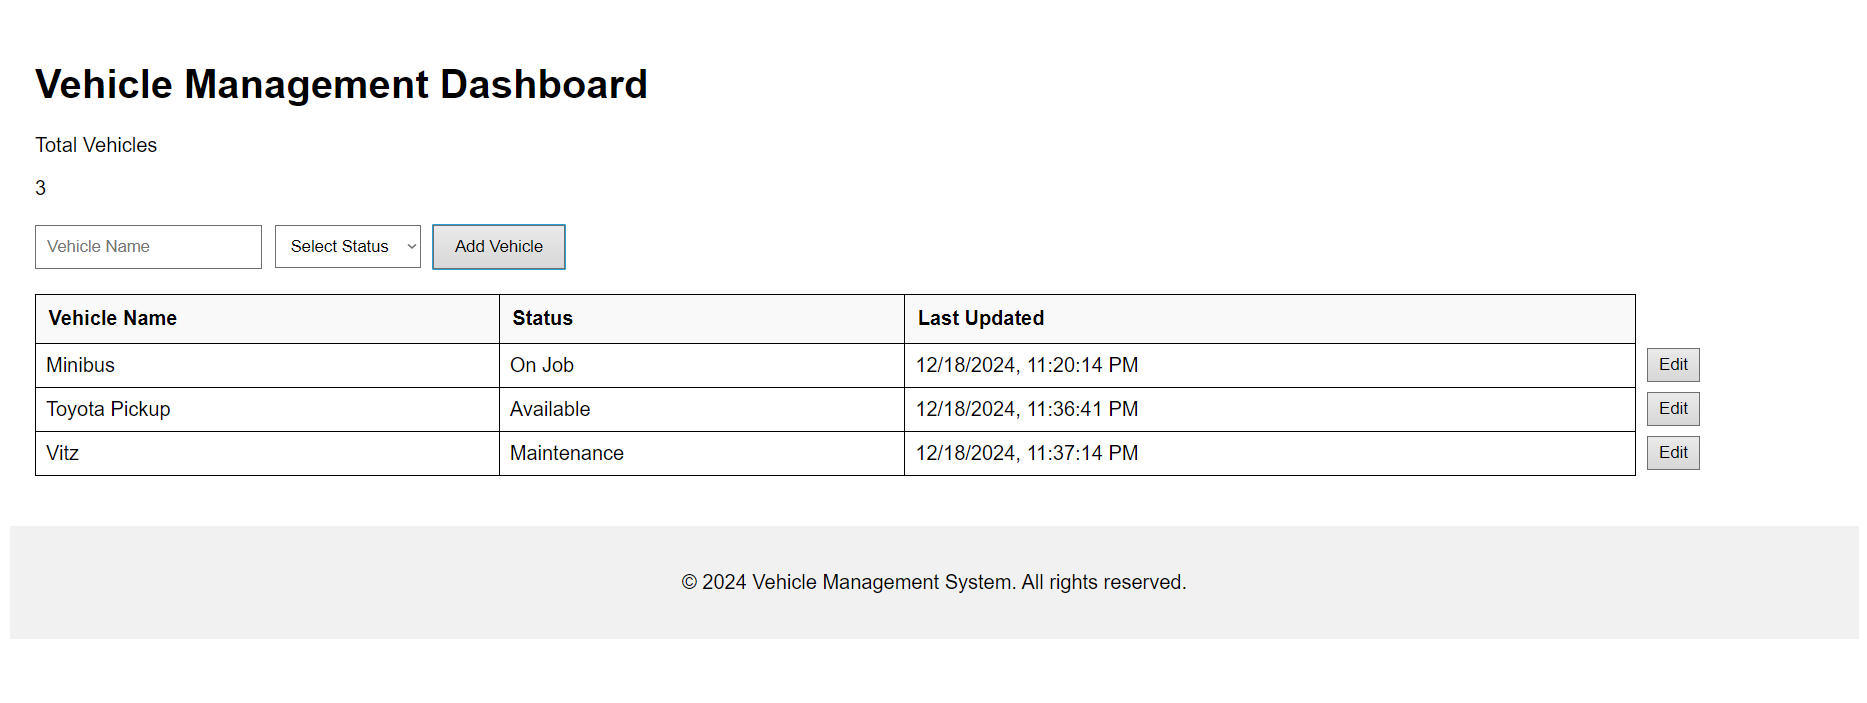 Vehicle Management Dashboard
Total Vehicles
3
Vehicle Name Select Status Add Vehicle
Vehicle Name Status Last Updated
Minibus On Job 12/18/2024, 11:20:14 PM Edit
Toyota Pickup Available 12/18/2024, 11:36:41 PM Edit
Vitz Maintenance 12/18/2024, 11:37:14 PM Edit
© 2024 Vehicle Management System. All rights reserved.